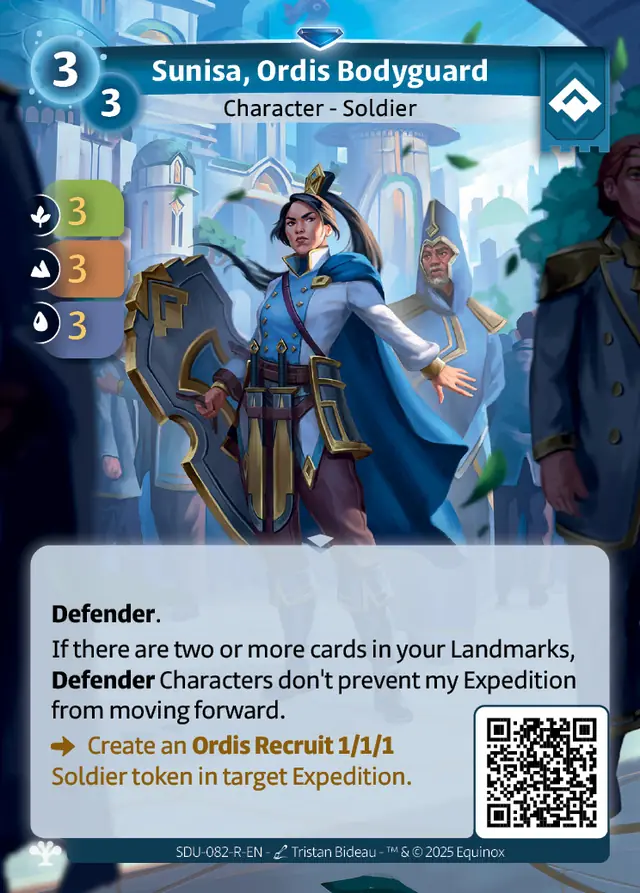 3
3
Sunisa, Ordis Bodyguard
Character - Soldier
3
3
3
Defender.
If there are two or more cards in your Landmarks,
Defender Characters don't prevent my Expedition
from moving forward.
Create an Ordis Recruit 1/1/1
Soldier token in target Expedition.
SDU-082-R-EN - Tristan Bideau - ™ & © 2025 Equinox